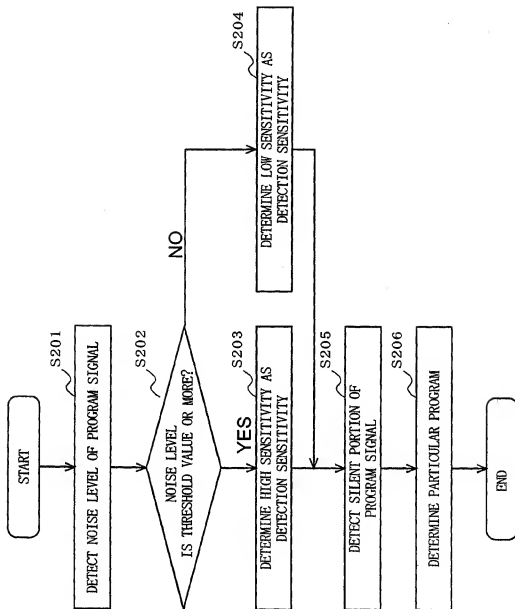 START
S201
DETECT NOISE LEVEL OF PROGRAM SIGNAL
S202
NOISE LEVEL
IS THRESHOLD VALUE OR MORE?
NO
YES
S203
DETERMINE HIGH SENSITIVITY AS
DETECTION SENSITIVITY
S204
DETERMINE LOW SENSITIVITY AS
DETECTION SENSITIVITY
S205
DETECT SILENT PORTION OF
PROGRAM SIGNAL
S206
DETERMINE PARTICULAR PROGRAM
END